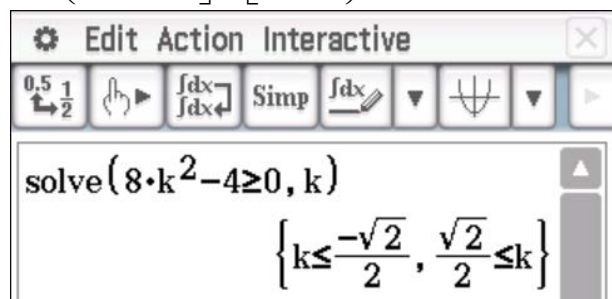 Edit Action Interactive
0.5 1/2 ∫dx ∫dx Simp ∫dx
solve(8·k²−4≥0,k)
{k≤−√2/2, √2/2≤k}